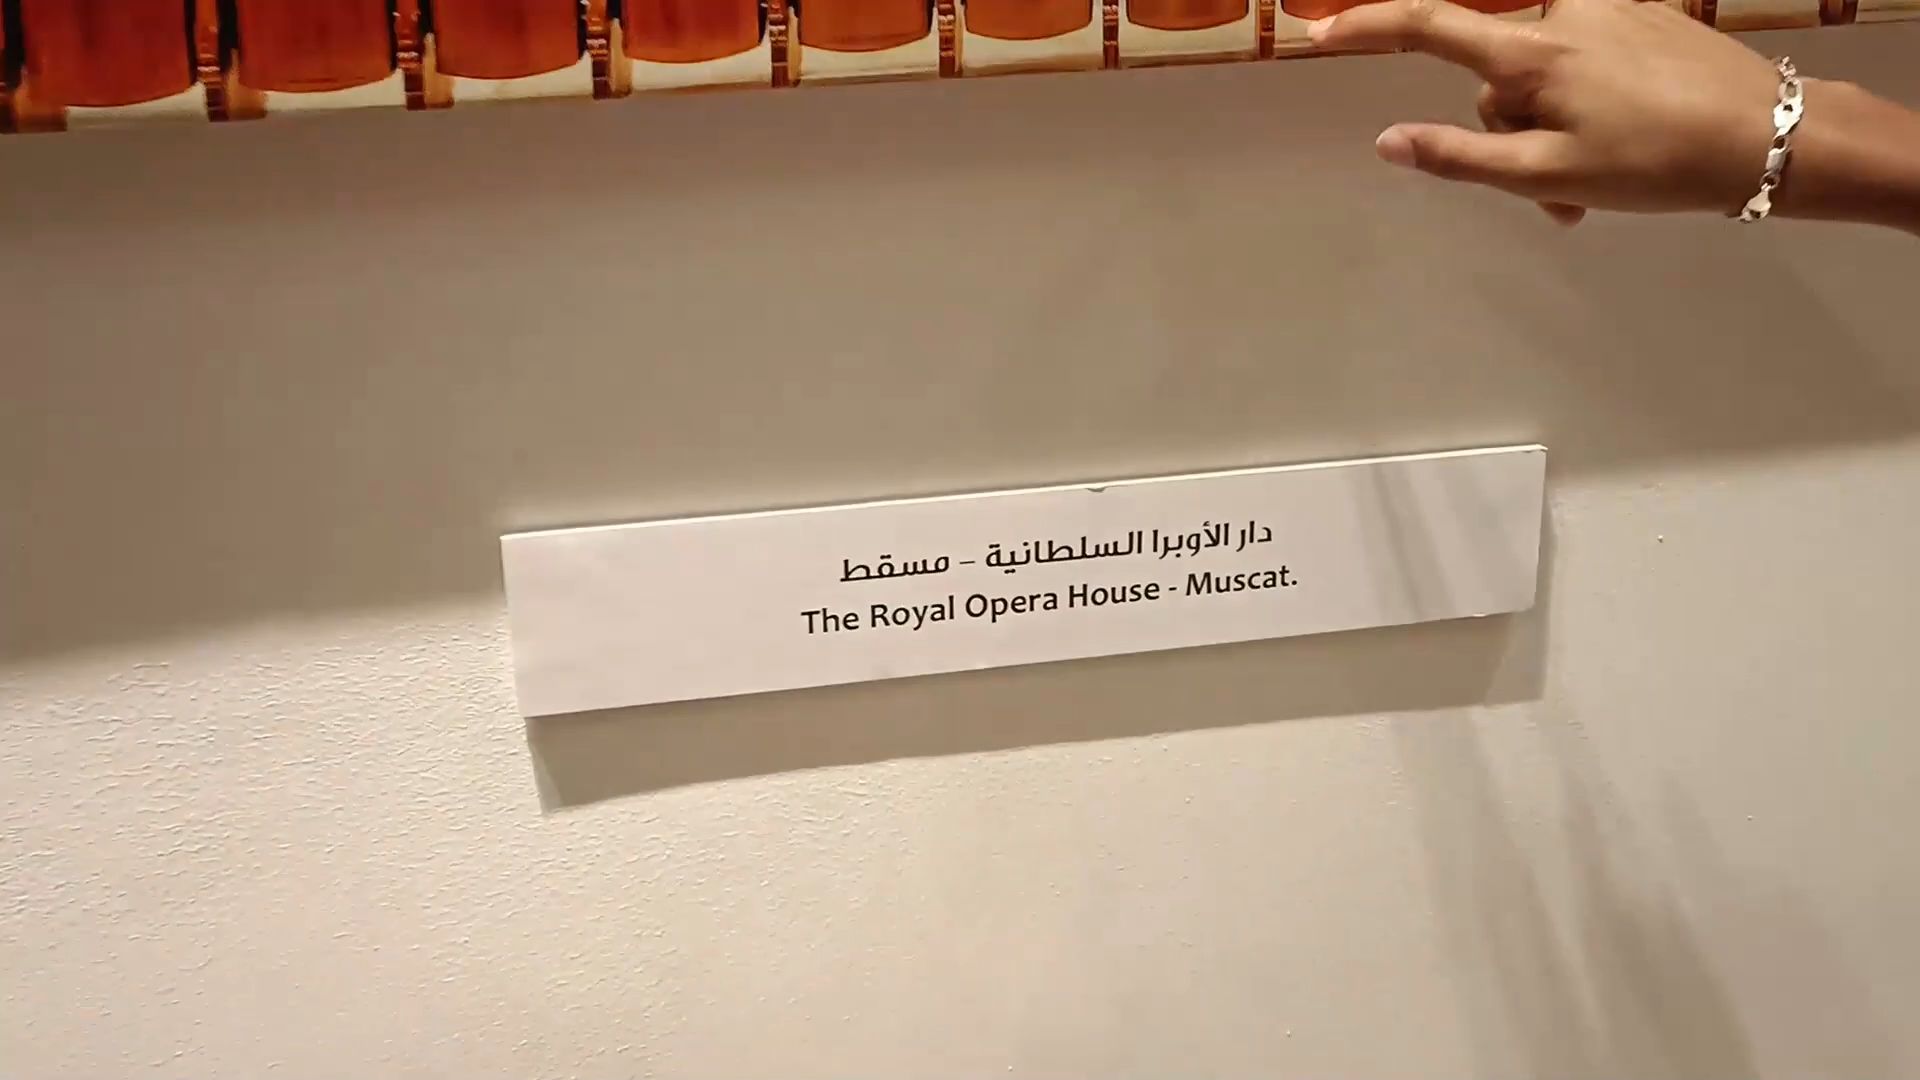 دار الأوبرا السلطانية – مسقط
The Royal Opera House - Muscat.